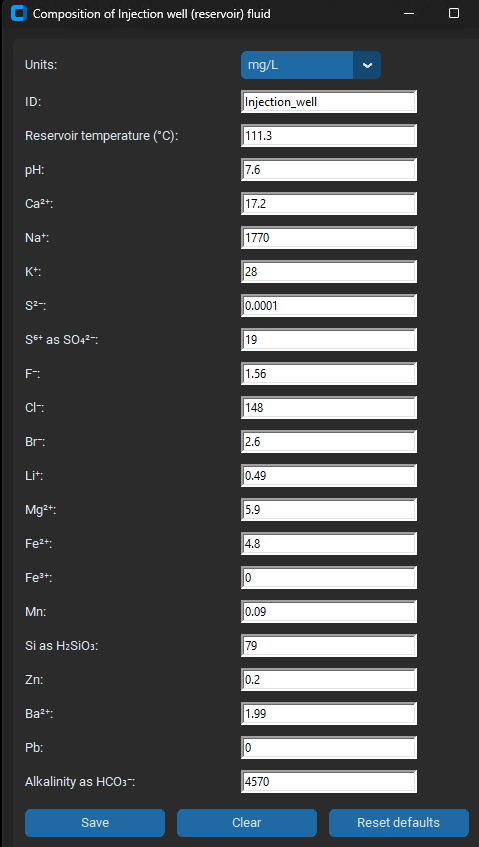 Composition of Injection well (reservoir) fluid
Units: mg/L
ID: Injection_well
Reservoir temperature (°C): 111.3
pH: 7.6
Ca²⁺: 17.2
Na⁺: 1770
K⁺: 28
S²⁻: 0.0001
S⁶⁺ as SO₄²⁻: 19
F⁻: 1.56
Cl⁻: 148
Br⁻: 2.6
Li⁺: 0.49
Mg²⁺: 5.9
Fe²⁺: 4.8
Fe³⁺: 0
Mn: 0.09
Si as H₂SiO₃: 79
Zn: 0.2
Ba²⁺: 1.99
Pb: 0
Alkalinity as HCO₃⁻: 4570
Save Clear Reset defaults